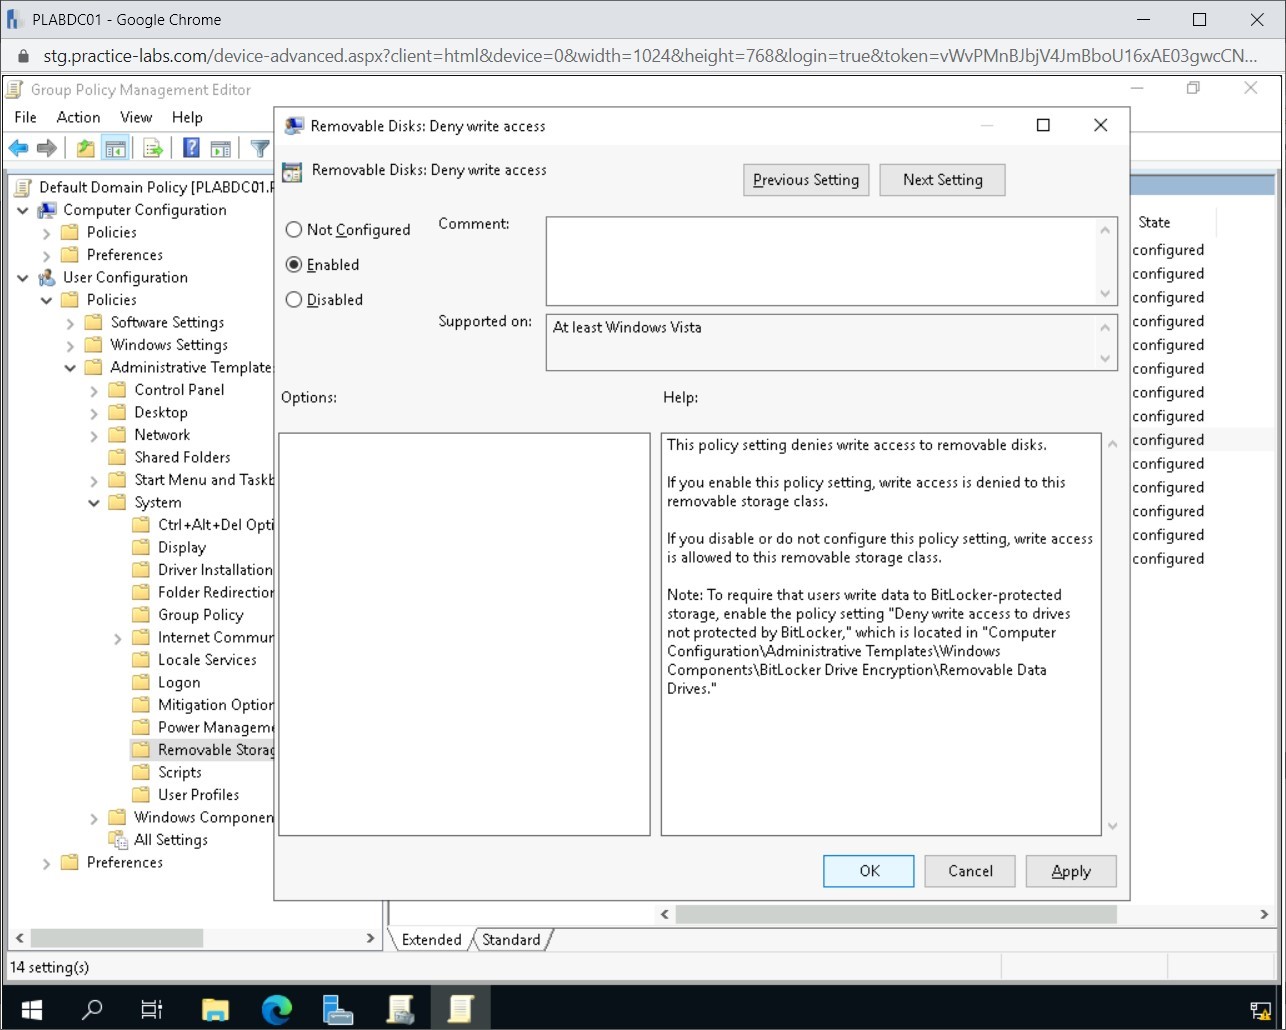 PLABDC01 - Google Chrome
stg.practice-labs.com/device-advanced.aspx?client=html&device=0&width=1024&height=768&login=true&token=vWvPMnBJbjV4JmBboU16xAE03gwcCN...
Group Policy Management Editor
File Action View Help
Default Domain Policy [PLABDC01.P
Computer Configuration
Policies
Preferences
User Configuration
Policies
Software Settings
Windows Settings
Administrative Template
Control Panel
Desktop
Network
Shared Folders
Start Menu and Taskb
System
Ctrl+Alt+Del Opti
Display
Driver Installation
Folder Redirection
Group Policy
Internet Commun
Locale Services
Logon
Mitigation Option
Power Manageme
Removable Storag
Scripts
User Profiles
Windows Componen
All Settings
Preferences
Removable Disks: Deny write access
Removable Disks: Deny write access
Previous Setting
Next Setting
Not Configured
Enabled
Disabled
Comment:
Supported on:
At least Windows Vista
Options:
Help:
This policy setting denies write access to removable disks.
If you enable this policy setting, write access is denied to this
removable storage class.
If you disable or do not configure this policy setting, write access
is allowed to this removable storage class.
Note: To require that users write data to BitLocker-protected
storage, enable the policy setting "Deny write access to drives
not protected by BitLocker," which is located in "Computer
Configuration\Administrative Templates\Windows
Components\BitLocker Drive Encryption\Removable Data
Drives."
OK
Cancel
Apply
State
configured
configured
configured
configured
configured
configured
configured
configured
configured
configured
configured
configured
configured
configured
Extended
Standard
14 setting(s)